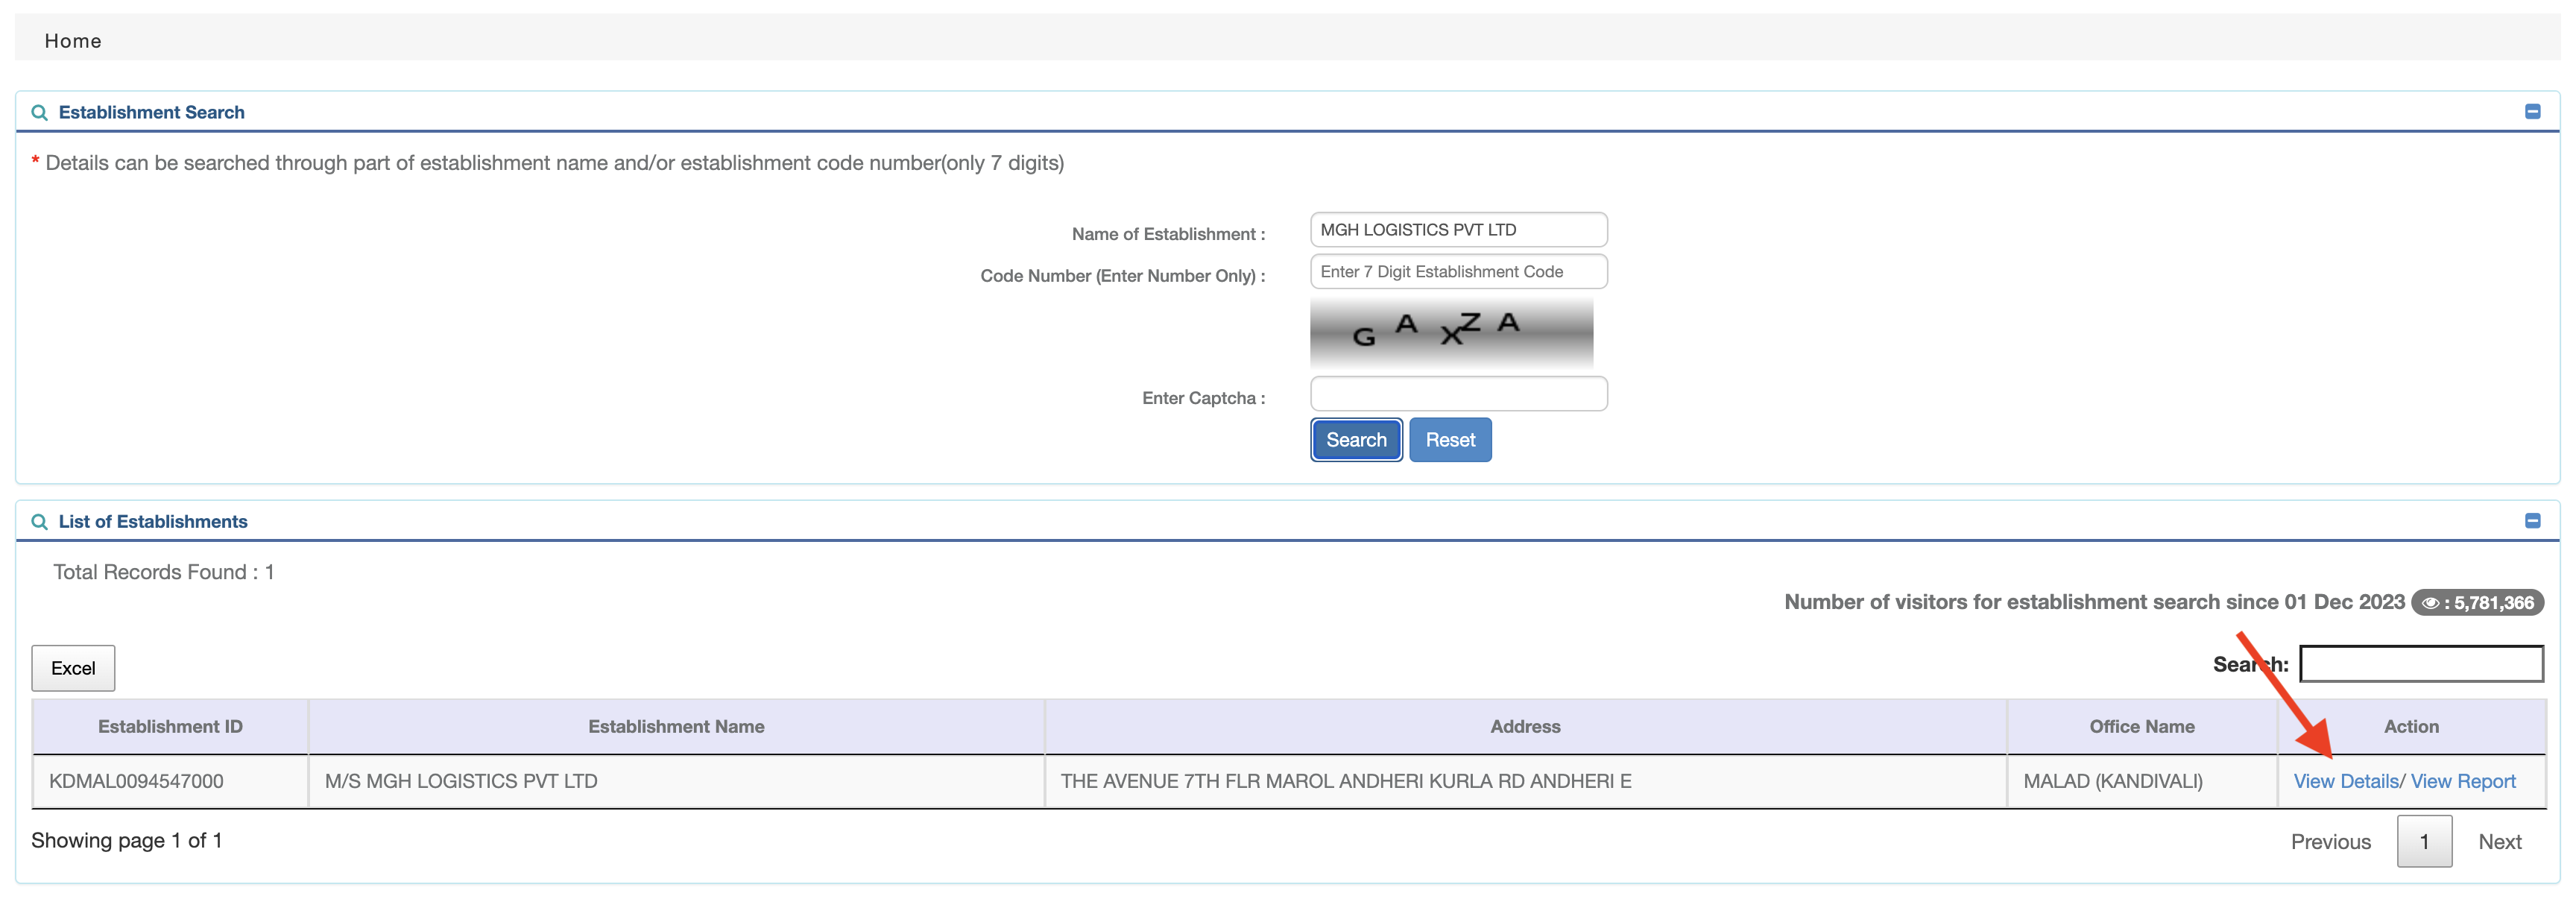 Home
Establishment Search
* Details can be searched through part of establishment name and/or establishment code number(only 7 digits)
Name of Establishment : MGH LOGISTICS PVT LTD
Code Number (Enter Number Only) : Enter 7 Digit Establishment Code
G A X Z A
Enter Captcha :
Search Reset
List of Establishments
Total Records Found : 1
Number of visitors for establishment search since 01 Dec 2023 : 5,781,366
Excel Search:
Establishment ID Establishment Name Address Office Name Action
KDMAL0094547000 M/S MGH LOGISTICS PVT LTD THE AVENUE 7TH FLR MAROL ANDHERI KURLA RD ANDHERI E MALAD (KANDIVALI) View Details/ View Report
Showing page 1 of 1 Previous 1 Next